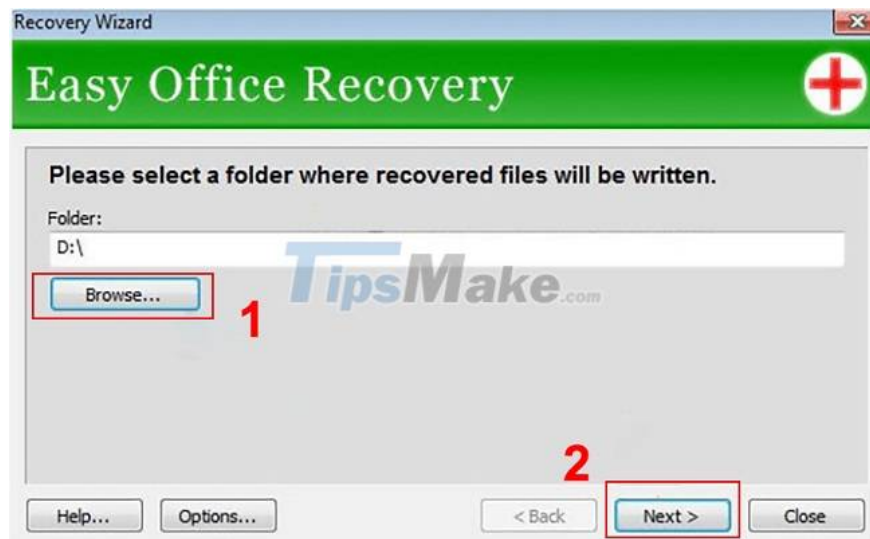 Recovery Wizard
Easy Office Recovery
Please select a folder where recovered files will be written.
Folder:
D:\
TipsMake.com
Browse...
1
2
Help... Options... < Back Next > Close